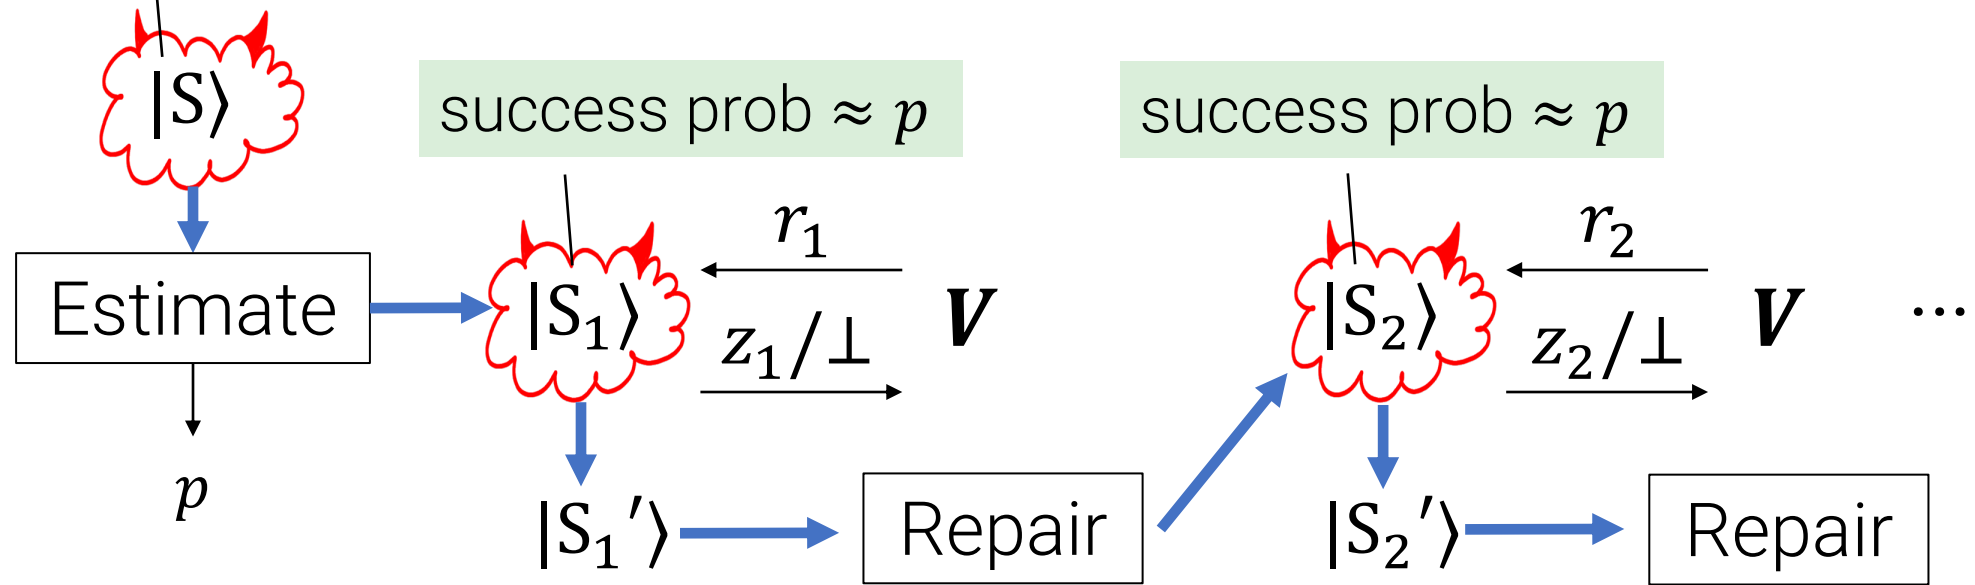 |S⟩
success prob ≈ p
success prob ≈ p
r₁
r₂
Estimate
|S₁⟩
V
|S₂⟩
V
...
z₁/⊥
z₂/⊥
p
|S₁′⟩
Repair
|S₂′⟩
Repair